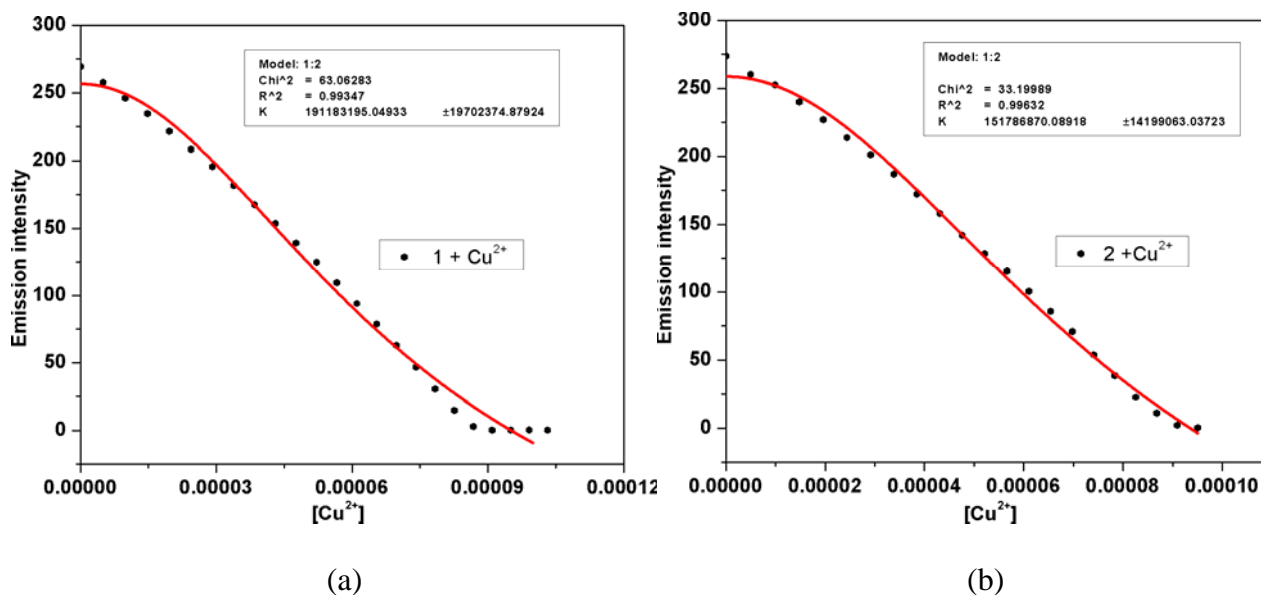 300
250
200
150
100
50
0
Emission intensity
Model: 1:2
Chi^2 = 63.06283
R^2 = 0.99347
K 191183195.04933 ±19702374.87924
1 + Cu²⁺
0.00000 0.00003 0.00006 0.00009 0.00012
[Cu²⁺]
(a)
300
250
200
150
100
50
0
Emission intensity
Model: 1:2
Chi^2 = 33.19989
R^2 = 0.99632
K 151786870.08918 ±14199063.03723
2 +Cu²⁺
0.00000 0.00002 0.00004 0.00006 0.00008 0.00010
[Cu²⁺]
(b)